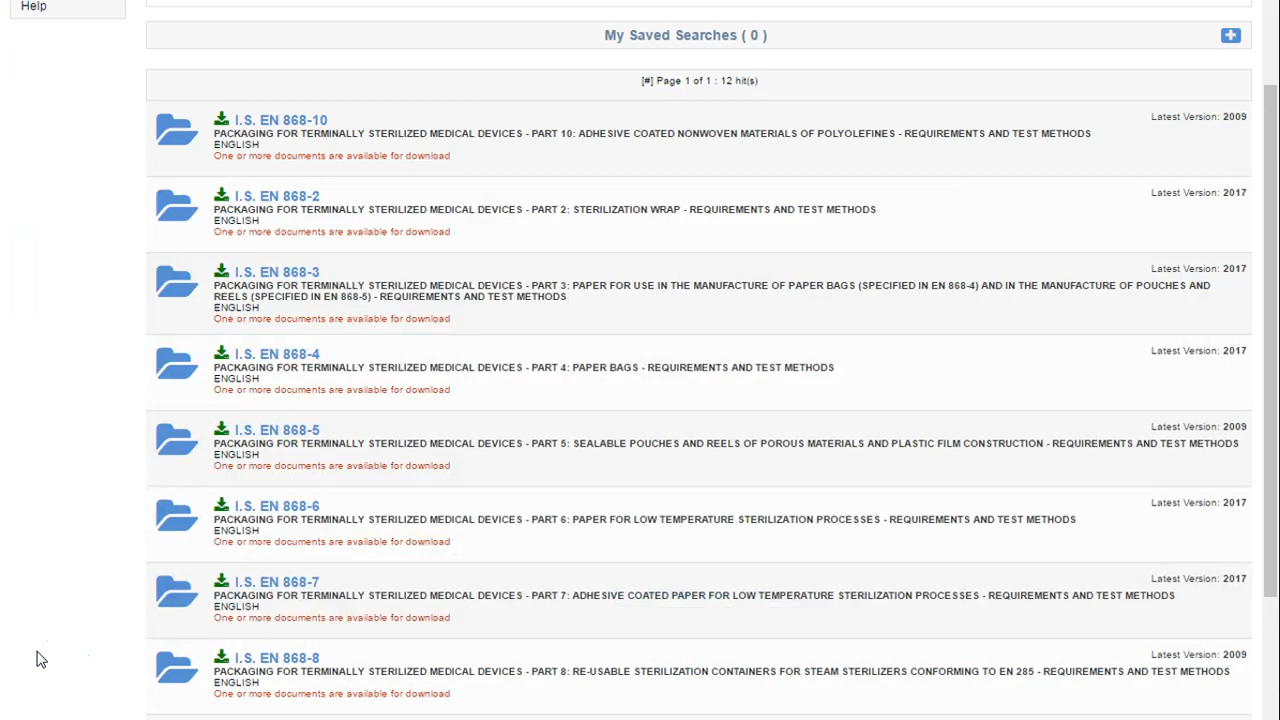 Help
My Saved Searches ( 0 )
[#] Page 1 of 1 : 12 hit(s)
I.S. EN 868-10
Latest Version: 2009
PACKAGING FOR TERMINALLY STERILIZED MEDICAL DEVICES - PART 10: ADHESIVE COATED NONWOVEN MATERIALS OF POLYOLEFINES - REQUIREMENTS AND TEST METHODS
ENGLISH
One or more documents are available for download
I.S. EN 868-2
Latest Version: 2017
PACKAGING FOR TERMINALLY STERILIZED MEDICAL DEVICES - PART 2: STERILIZATION WRAP - REQUIREMENTS AND TEST METHODS
ENGLISH
One or more documents are available for download
I.S. EN 868-3
Latest Version: 2017
PACKAGING FOR TERMINALLY STERILIZED MEDICAL DEVICES - PART 3: PAPER FOR USE IN THE MANUFACTURE OF PAPER BAGS (SPECIFIED IN EN 868-4) AND IN THE MANUFACTURE OF POUCHES AND
REELS (SPECIFIED IN EN 868-5) - REQUIREMENTS AND TEST METHODS
ENGLISH
One or more documents are available for download
I.S. EN 868-4
Latest Version: 2017
PACKAGING FOR TERMINALLY STERILIZED MEDICAL DEVICES - PART 4: PAPER BAGS - REQUIREMENTS AND TEST METHODS
ENGLISH
One or more documents are available for download
I.S. EN 868-5
Latest Version: 2009
PACKAGING FOR TERMINALLY STERILIZED MEDICAL DEVICES - PART 5: SEALABLE POUCHES AND REELS OF POROUS MATERIALS AND PLASTIC FILM CONSTRUCTION - REQUIREMENTS AND TEST METHODS
ENGLISH
One or more documents are available for download
I.S. EN 868-6
Latest Version: 2017
PACKAGING FOR TERMINALLY STERILIZED MEDICAL DEVICES - PART 6: PAPER FOR LOW TEMPERATURE STERILIZATION PROCESSES - REQUIREMENTS AND TEST METHODS
ENGLISH
One or more documents are available for download
I.S. EN 868-7
Latest Version: 2017
PACKAGING FOR TERMINALLY STERILIZED MEDICAL DEVICES - PART 7: ADHESIVE COATED PAPER FOR LOW TEMPERATURE STERILIZATION PROCESSES - REQUIREMENTS AND TEST METHODS
ENGLISH
One or more documents are available for download
I.S. EN 868-8
Latest Version: 2009
PACKAGING FOR TERMINALLY STERILIZED MEDICAL DEVICES - PART 8: RE-USABLE STERILIZATION CONTAINERS FOR STEAM STERILIZERS CONFORMING TO EN 285 - REQUIREMENTS AND TEST METHODS
ENGLISH
One or more documents are available for download